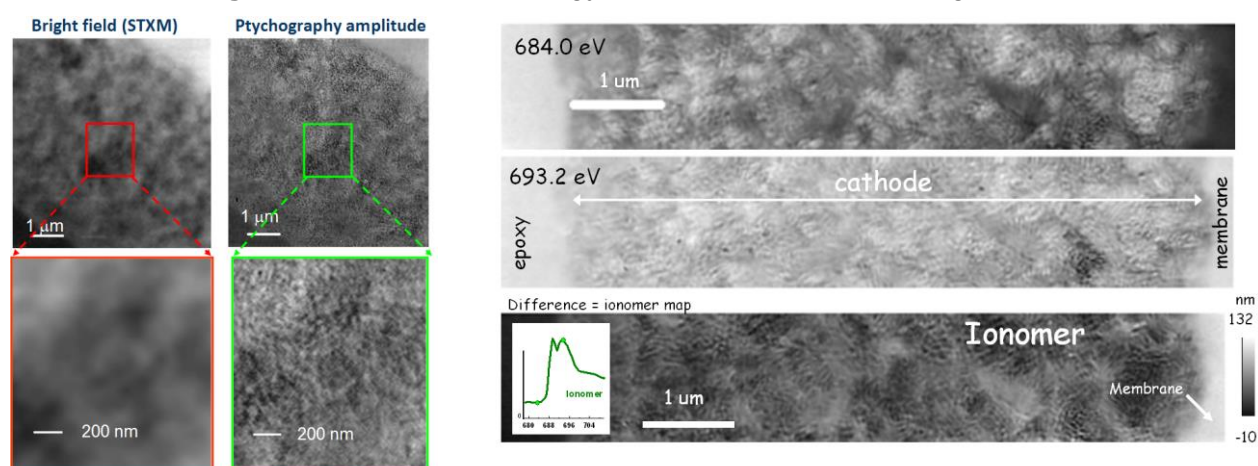 Bright field (STXM)
Ptychography amplitude
1 μm
1 μm
200 nm
200 nm
684.0 eV
1 um
693.2 eV
cathode
epoxy
membrane
Difference = ionomer map
Ionomer
Ionomer
0
680 688 696 704
1 um
Membrane
nm
132
-10